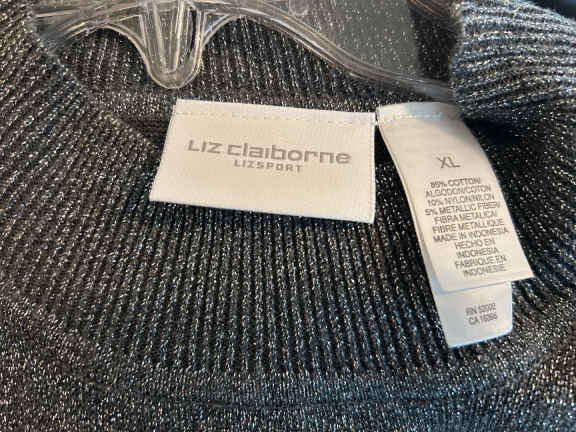 Liz claiborne
LIZSPORT
XL
85% COTTON/
ALGODON/COTON
10% NYLON/NILON
5% METALLIC FIBER/
FIBRA METALICA/
FIBRE METALLIQUE
MADE IN INDONESIA
HECHO EN
INDONESIA
FABRIQUE EN
INDONESIE
RN 52002
CA